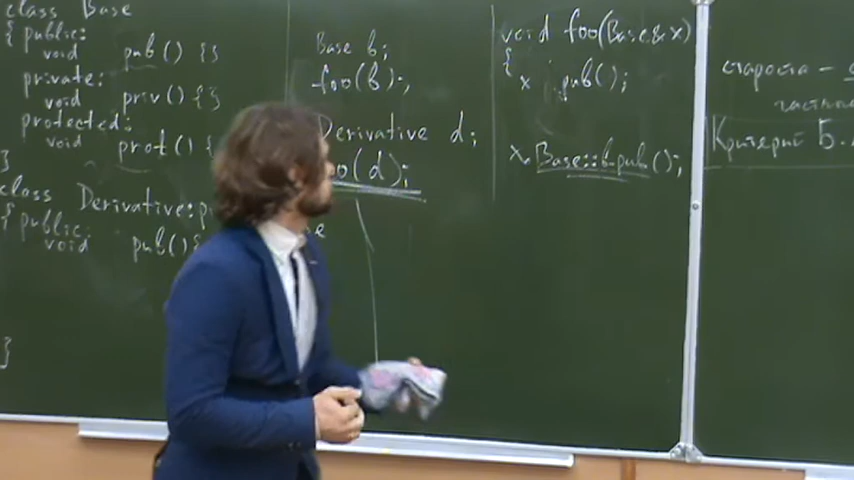 class Base
{ public:
void pub() {}
private:
void priv() {}
protected:
void prot() {
}
class Derivative:
{ public:
void pub() {
}
Base b;
foo(b);
Derivative d;
foo(d);
void foo(Base& x)
{
x. pub();
x. Base::pub();
староста –
Критерий Б.